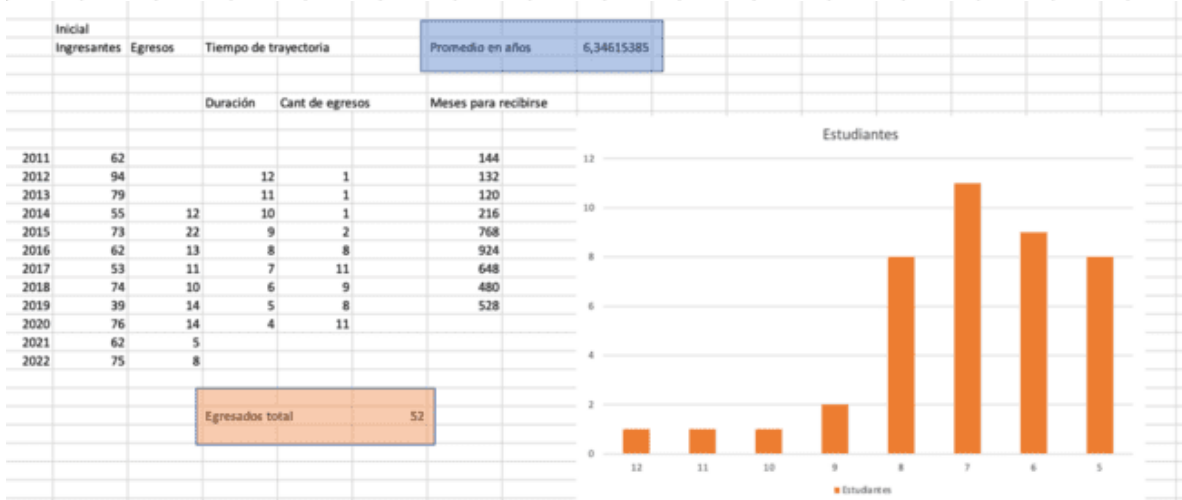 Inicial
Ingresantes Egresos Tiempo de trayectoria Promedio en años 6,34615385
Duración Cant de egresos Meses para recibirse
Estudiantes
2011 62 144
2012 94 12 1 132
2013 79 11 1 120
2014 55 12 10 1 216
2015 73 22 9 2 768
2016 62 13 8 8 924
2017 53 11 7 11 648
2018 74 10 6 9 480
2019 39 14 5 8 528
2020 76 14 4 11
2021 62 5
2022 75 8
Egresados total 52
12
10
8
6
4
2
0
12 11 10 9 8 7 6 5
Estudiantes